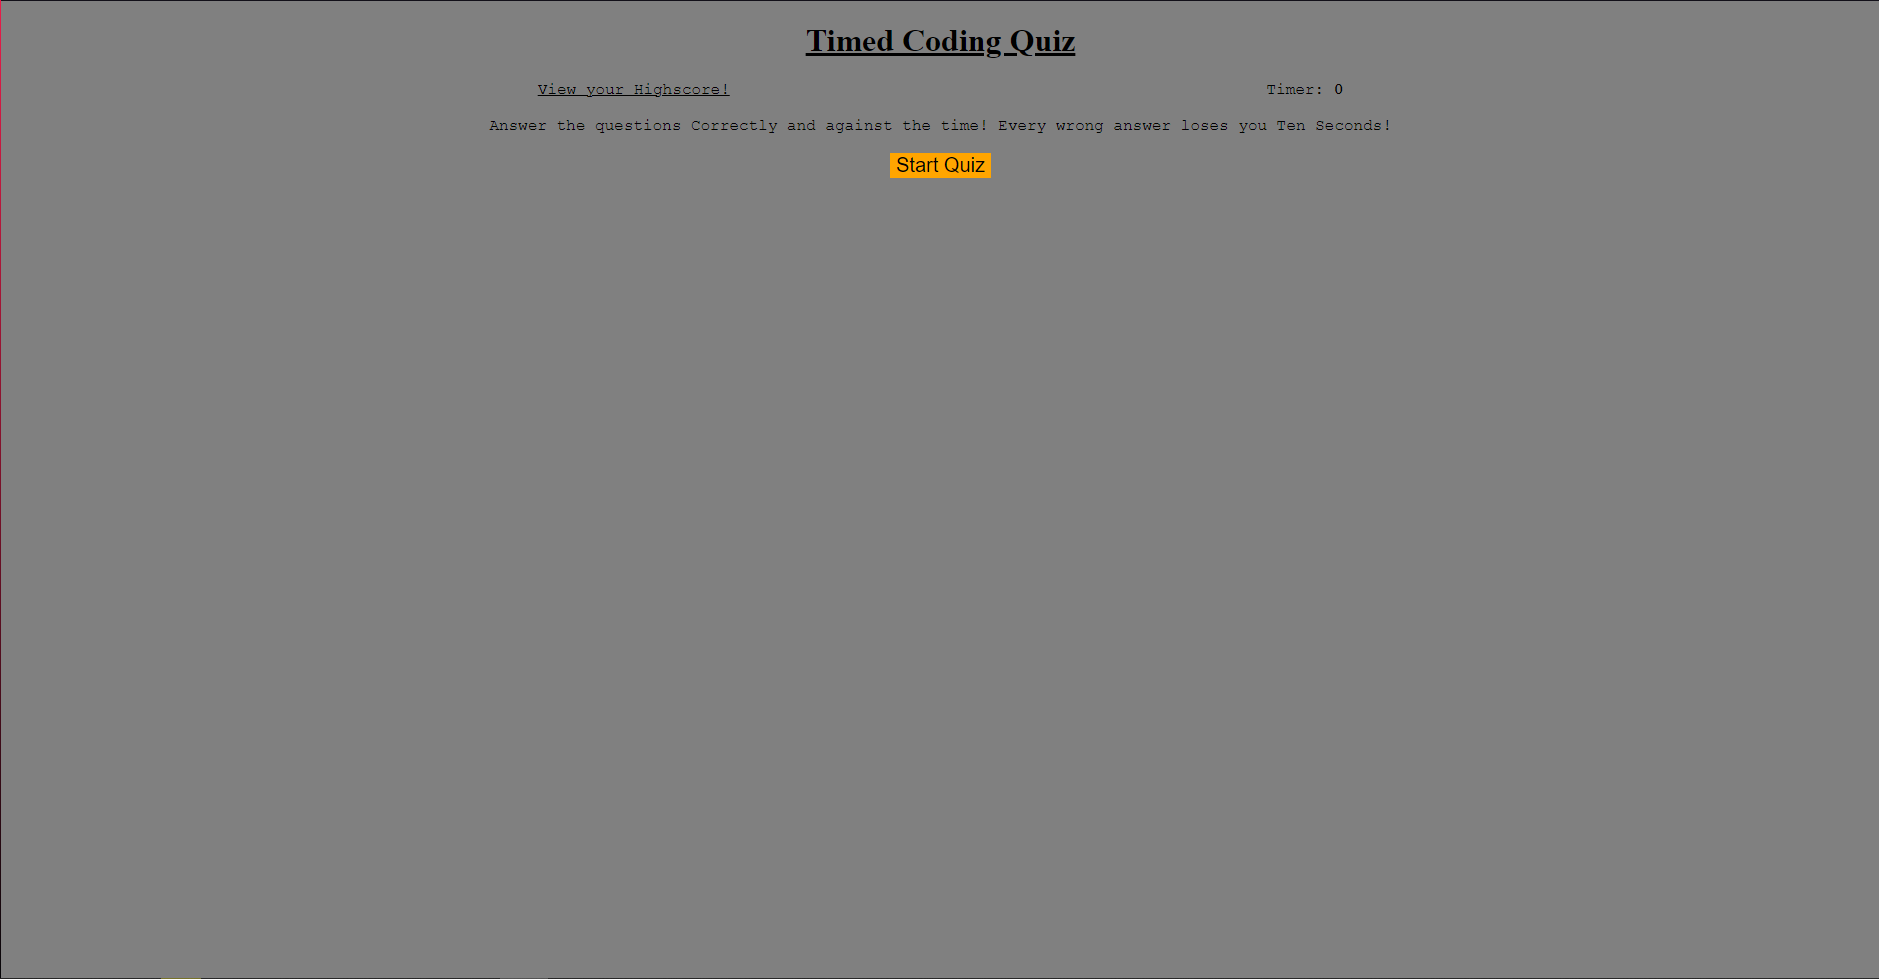 Timed Coding Quiz
View your Highscore! Timer: 0
Answer the questions Correctly and against the time! Every wrong answer loses you Ten Seconds!
Start Quiz